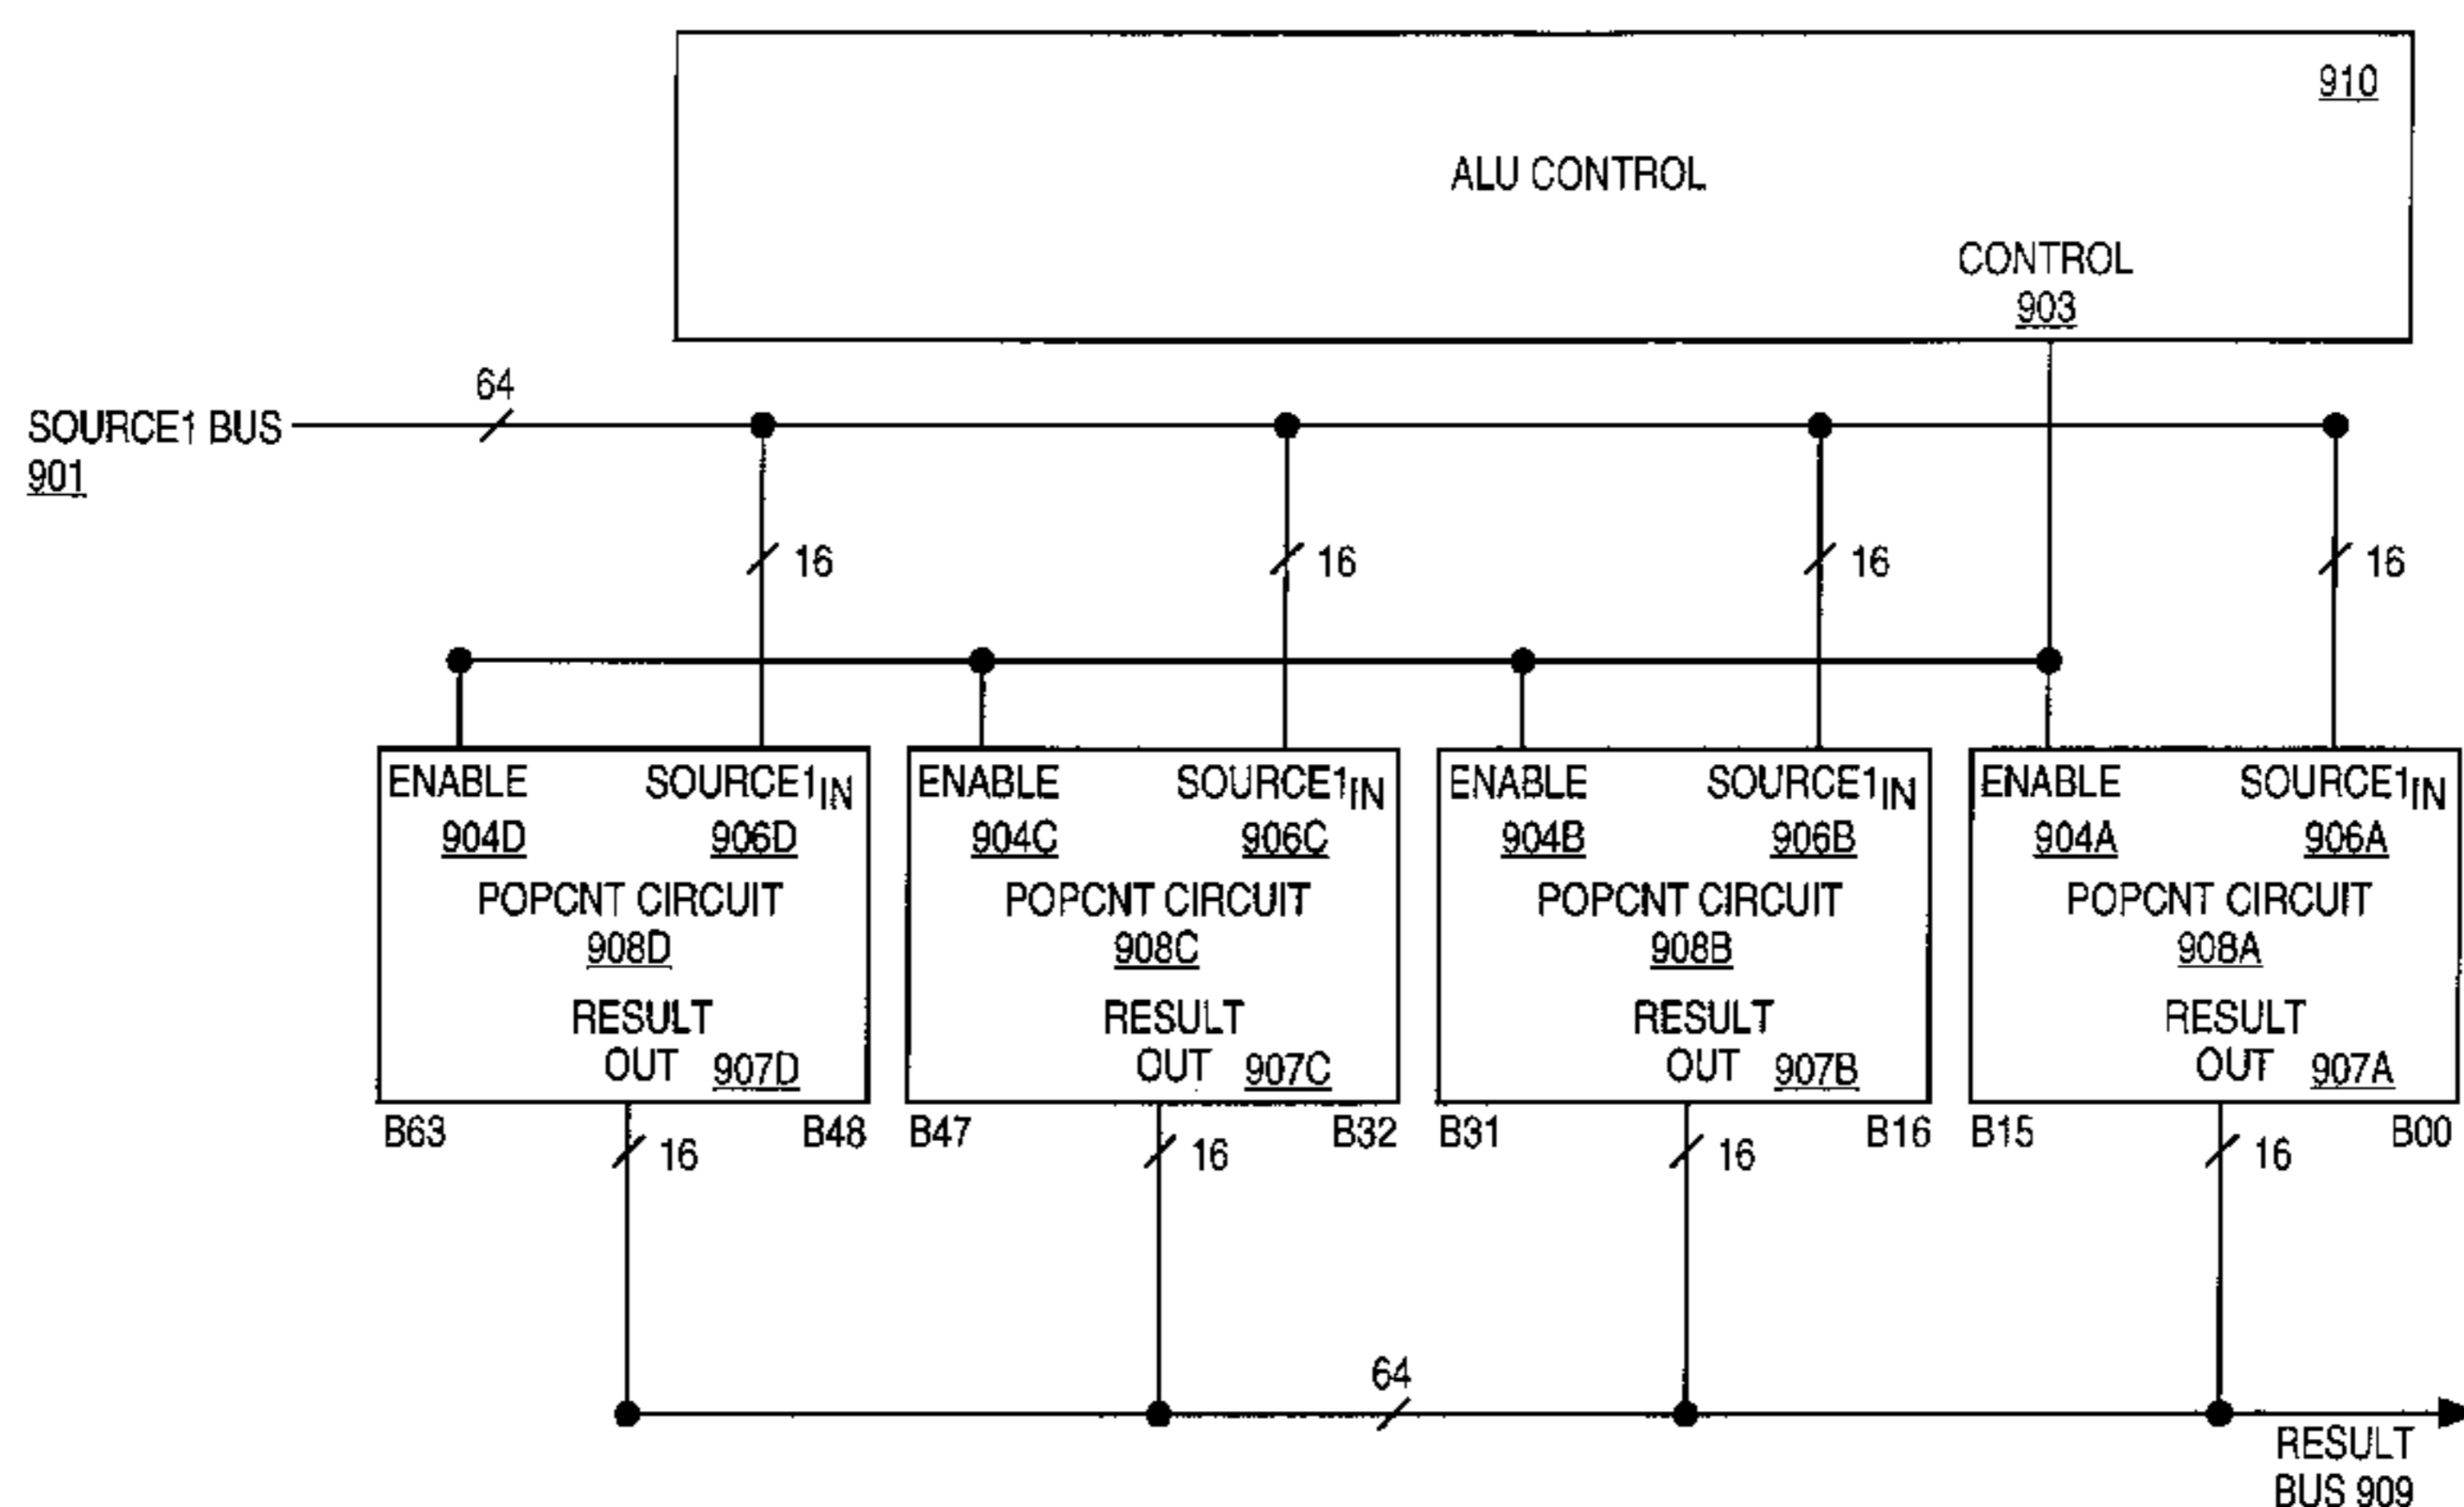 910
ALU CONTROL
CONTROL
903
64
SOURCE1 BUS
901
16 16 16 16
ENABLE SOURCE1IN ENABLE SOURCE1IN ENABLE SOURCE1IN ENABLE SOURCE1IN
904D 906D 904C 906C 904B 906B 904A 906A
POPCNT CIRCUIT POPCNT CIRCUIT POPCNT CIRCUIT POPCNT CIRCUIT
908D 908C 908B 908A
RESULT RESULT RESULT RESULT
OUT 907D OUT 907C OUT 907B OUT 907A
B63 B48 B47 B32 B31 B16 B15 B00
16 16 16 16
64
RESULT
BUS 909